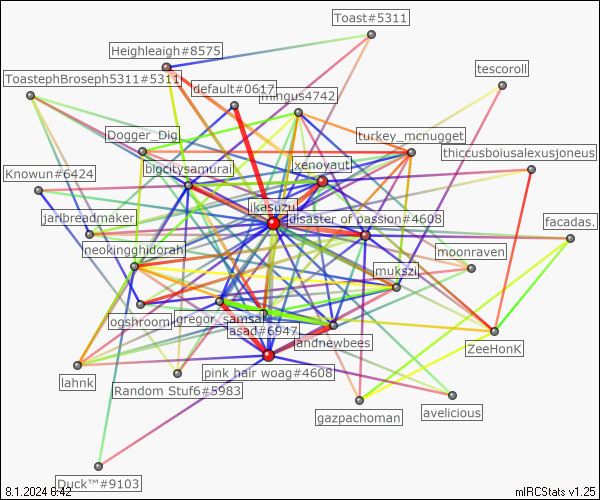 Toast#5311
Heighleaigh#8575
tescoroll
ToastephBroseph5311#5311
default#0617
mingus4742
Dogger_Dig
turkey_mcnugget
thiccusboiusalexusjoneus
bigcitysamurai
xenoyaut
Knowun#6424
ikasuzu
jarlbreadmaker
disaster of passion#4608
facadas.
neokingghidorah
moonraven
mukszi
ogshroom
gregor_samsa
asad#6947
jandnewbees
ZeeHonK
lahnk
pink hair woag#4608
Random Stuf6#5983
gazpachoman
avelicious
Duck™#9103
8.1.2024 6:42
mIRCStats v1.25